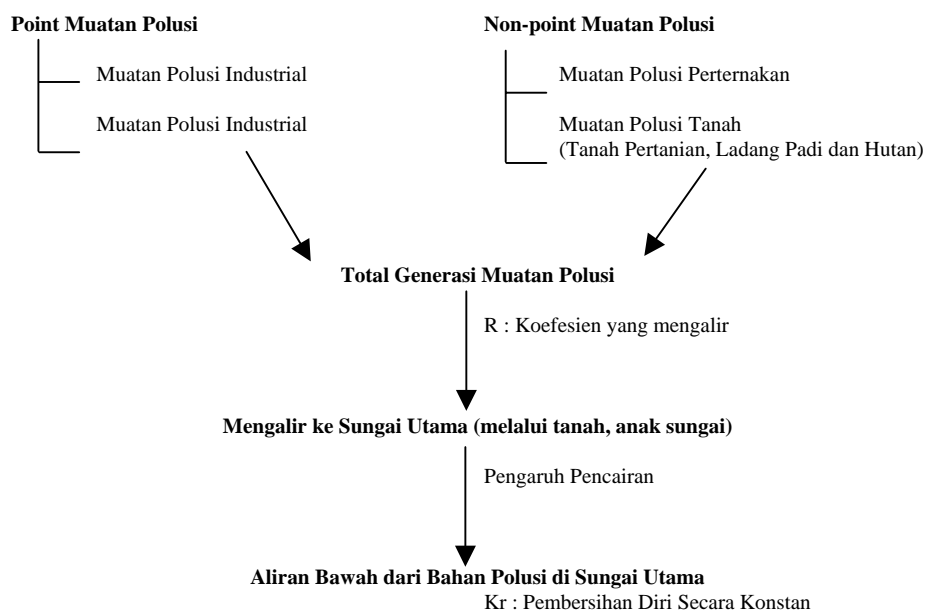 Point Muatan Polusi
Muatan Polusi Industrial
Muatan Polusi Industrial
Non-point Muatan Polusi
Muatan Polusi Perternakan
Muatan Polusi Tanah
(Tanah Pertanian, Ladang Padi dan Hutan)
Total Generasi Muatan Polusi
R : Koefesien yang mengalir
Mengalir ke Sungai Utama (melalui tanah, anak sungai)
Pengaruh Pencairan
Aliran Bawah dari Bahan Polusi di Sungai Utama
Kr : Pembersihan Diri Secara Konstan